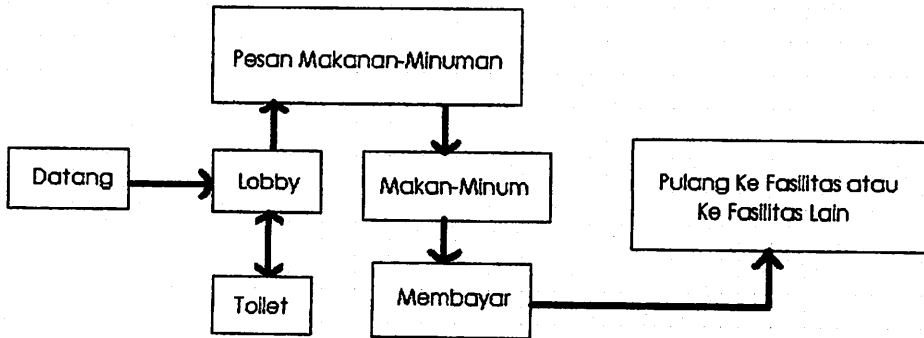 Pesan Makanan-Minuman
Datang
Lobby
Makan-Minum
Pulang Ke Fasilitas atau
Ke Fasilitas Lain
Toilet
Membayar